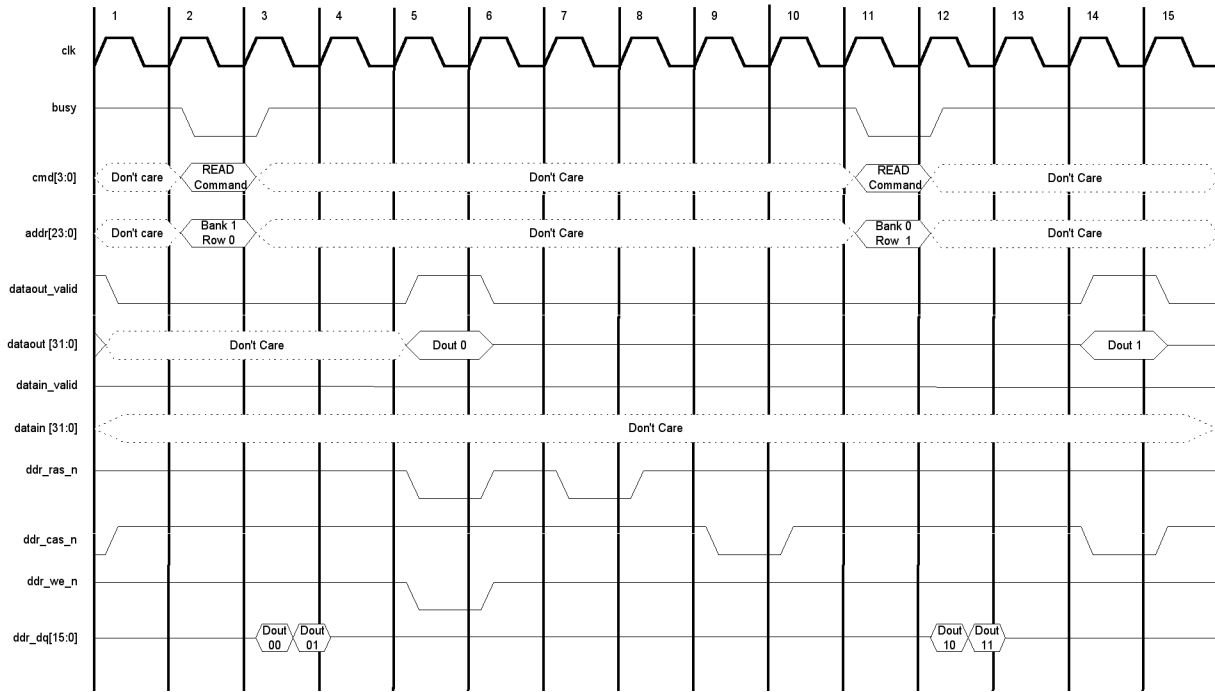 1 2 3 4 5 6 7 8 9 10 11 12 13 14 15
clk
busy
cmd[3:0] Don't care READ Don't Care READ Don't Care
Command Command
addr[23:0] Don't care Bank 1 Don't Care Bank 0 Don't Care
Row 0 Row 1
dataout_valid
dataout [31:0] Don't Care Dout 0 Dout 1
datain_valid
datain [31:0] Don't Care
ddr_ras_n
ddr_cas_n
ddr_we_n
ddr_dq[15:0] Dout Dout Dout Dout
00 01 10 11